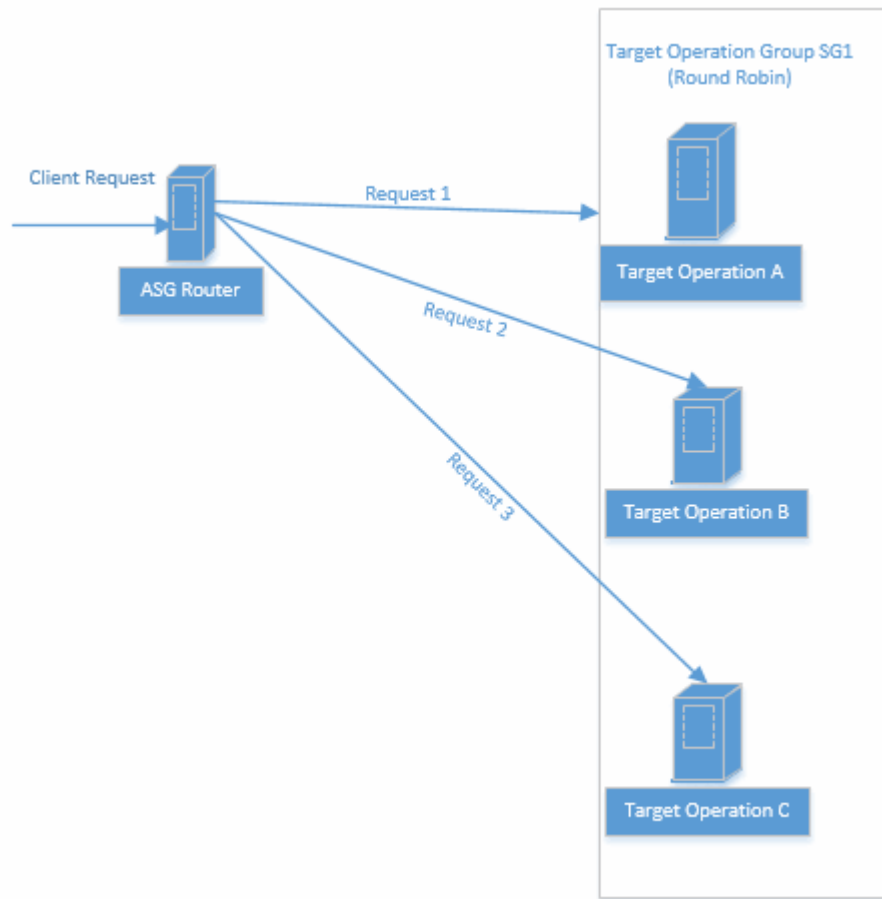 Target Operation Group SG1
(Round Robin)
Client Request
Request 1
Target Operation A
ASG Router
Request 2
Request 3
Target Operation B
Target Operation C